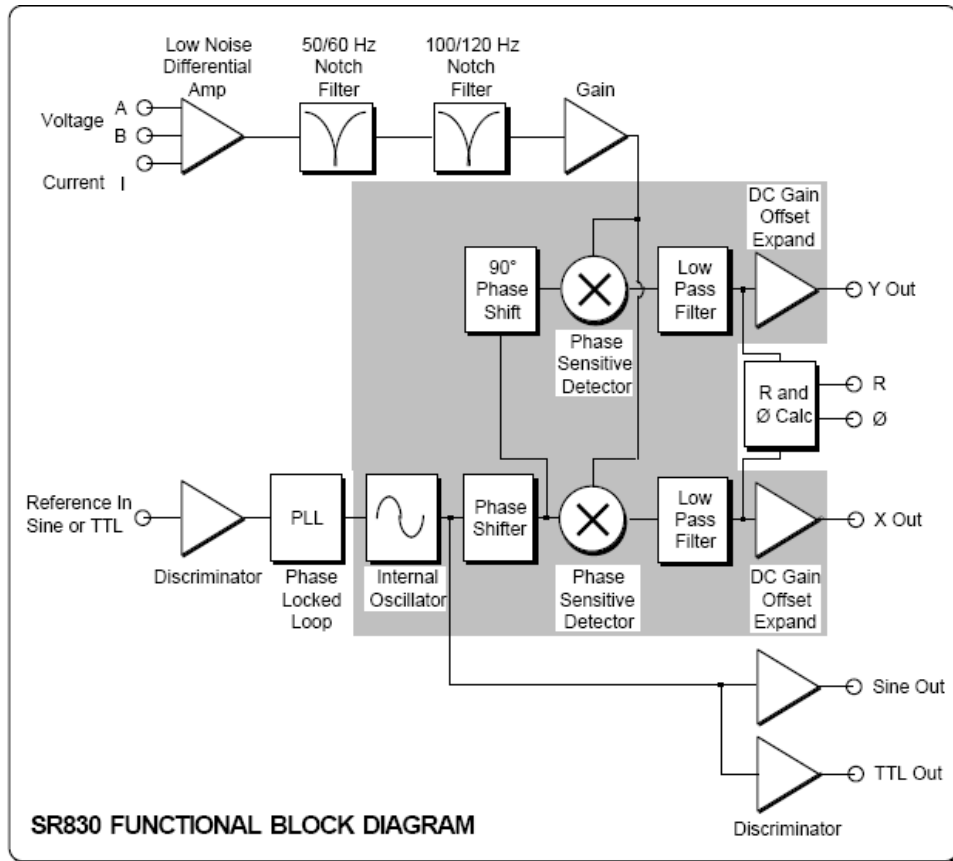 Low Noise
Differential
Amp
50/60 Hz
Notch
Filter
100/120 Hz
Notch
Filter
Gain
Voltage
A
B
Current
I
DC Gain
Offset
Expand
90°
Phase
Shift
Low
Pass
Filter
Y Out
Phase
Sensitive
Detector
R and
Ø Calc
R
Ø
Reference In
Sine or TTL
Discriminator
PLL
Phase
Locked
Loop
Internal
Oscillator
Phase
Shifter
Phase
Sensitive
Detector
Low
Pass
Filter
X Out
DC Gain
Offset
Expand
Sine Out
TTL Out
Discriminator
SR830 FUNCTIONAL BLOCK DIAGRAM